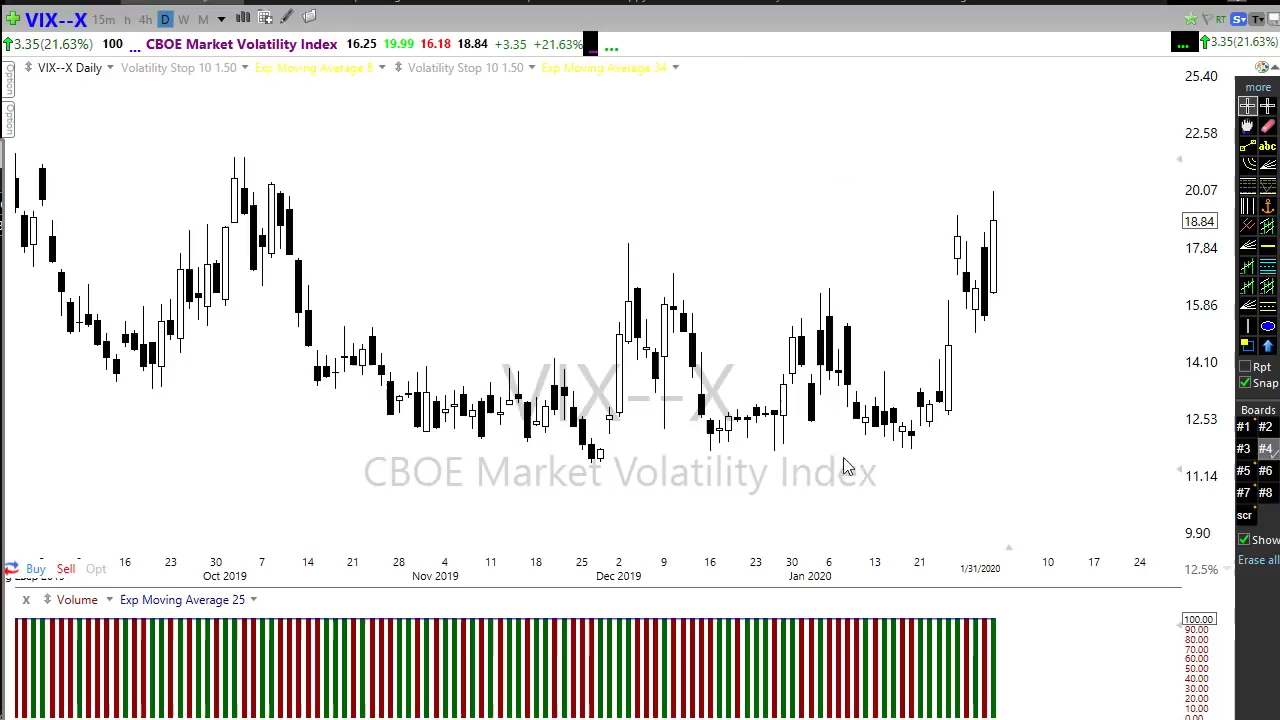 VIX--X 15m h 4h D W M RT S T
3.35(21.63%) 100 ... CBOE Market Volatility Index 16.25 19.99 16.18 18.84 +3.35 +21.63% ... ... 3.35(21.63%)
Option VIX--X Daily Volatility Stop 10 1.50 Exp Moving Average 8 Volatility Stop 10 1.50 Exp Moving Average 34
Option
25.40
22.58
20.07
18.84
17.84
15.86
14.10
12.53
11.14
9.90
12.5%
VIX--X
CBOE Market Volatility Index
16 23 30 7 14 21 28 4 11 18 25 2 9 16 23 30 6 13 21 1/31/2020 10 17 24
Oct 2019 Nov 2019 Dec 2019 Jan 2020
Buy Sell Opt
X Volume Exp Moving Average 25
100.00
90.00
80.00
70.00
60.00
50.00
40.00
30.00
20.00
10.00
more
abc
Rpt
Snap
Boards
#1 #2
#3 #4
#5 #6
#7 #8
scr
Show
Erase all